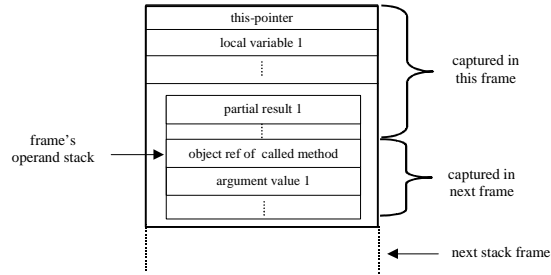 this-pointer
local variable 1
captured in
this frame
partial result 1
frame's
operand stack
object ref of called method
argument value 1
captured in
next frame
next stack frame